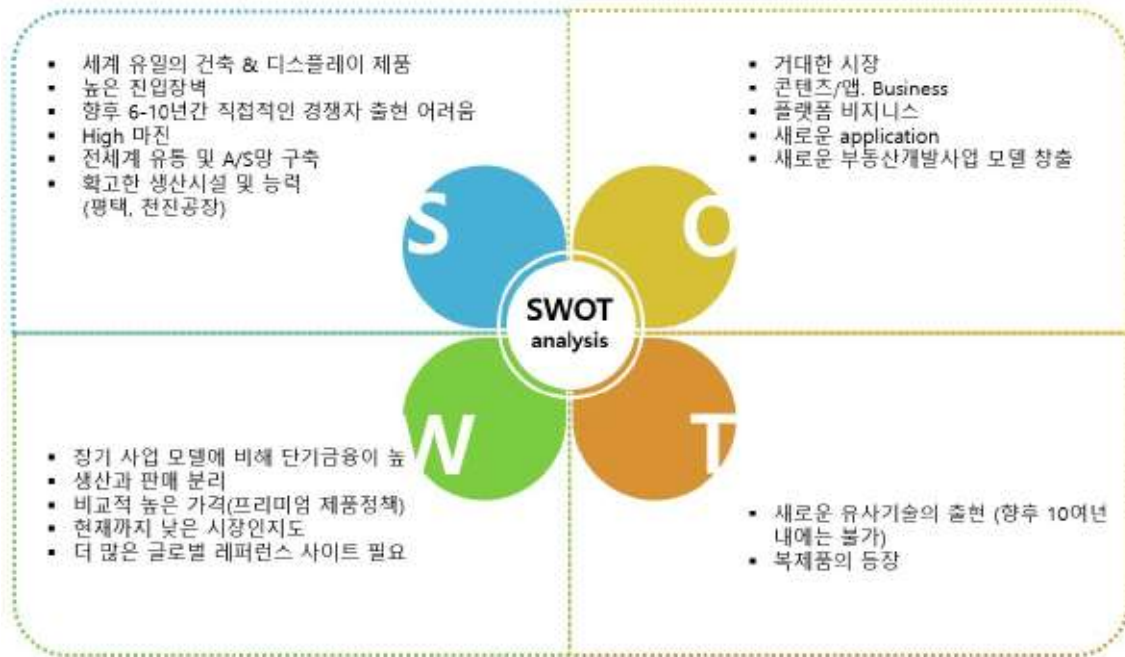 세계 유일의 건축 & 디스플레이 제품
높은 진입장벽
향후 6-10년간 직접적인 경쟁자 출현 어려움
High 마진
전세계 유통 및 A/S망 구축
확고한 생산시설 및 능력
(평택, 천진공장)
S
거대한 시장
콘텐츠/앱. Business
플랫폼 비지니스
새로운 application
새로운 부동산개발사업 모델 창출
O
SWOT
analysis
장기 사업 모델에 비해 단기금융이 높
생산과 판매 분리
비교적 높은 가격(프리미엄 제품정책)
현재까지 낮은 시장인지도
더 많은 글로벌 레퍼런스 사이트 필요
W
새로운 유사기술의 출현 (향후 10여년
내에는 불가)
복제품의 등장
T